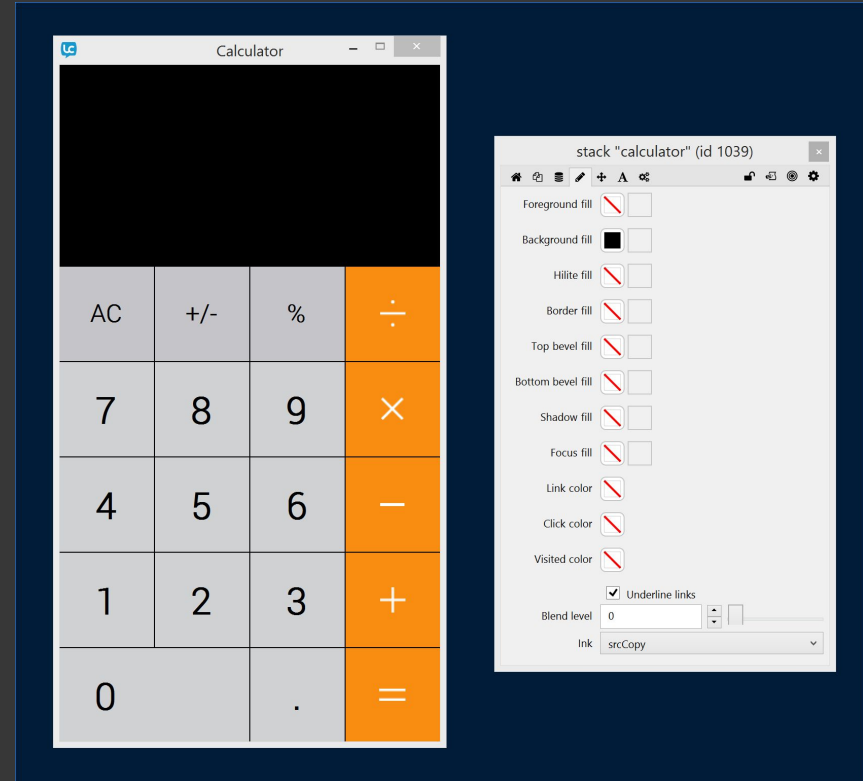 Calculator
AC +/- % ÷
7 8 9 ×
4 5 6 −
1 2 3 +
0 . =
stack "calculator" (id 1039)
A
Foreground fill
Background fill
Hilite fill
Border fill
Top bevel fill
Bottom bevel fill
Shadow fill
Focus fill
Link color
Click color
Visited color
Underline links
Blend level 0
Ink srcCopy